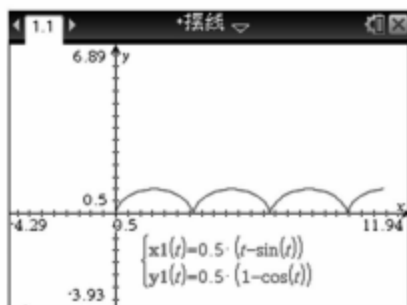 1.1
*摆线
6.89
y
0.5
x
-4.29
0.5
11.94
x1(t)=0.5·(t-sin(t))
y1(t)=0.5·(1-cos(t))
-3.93